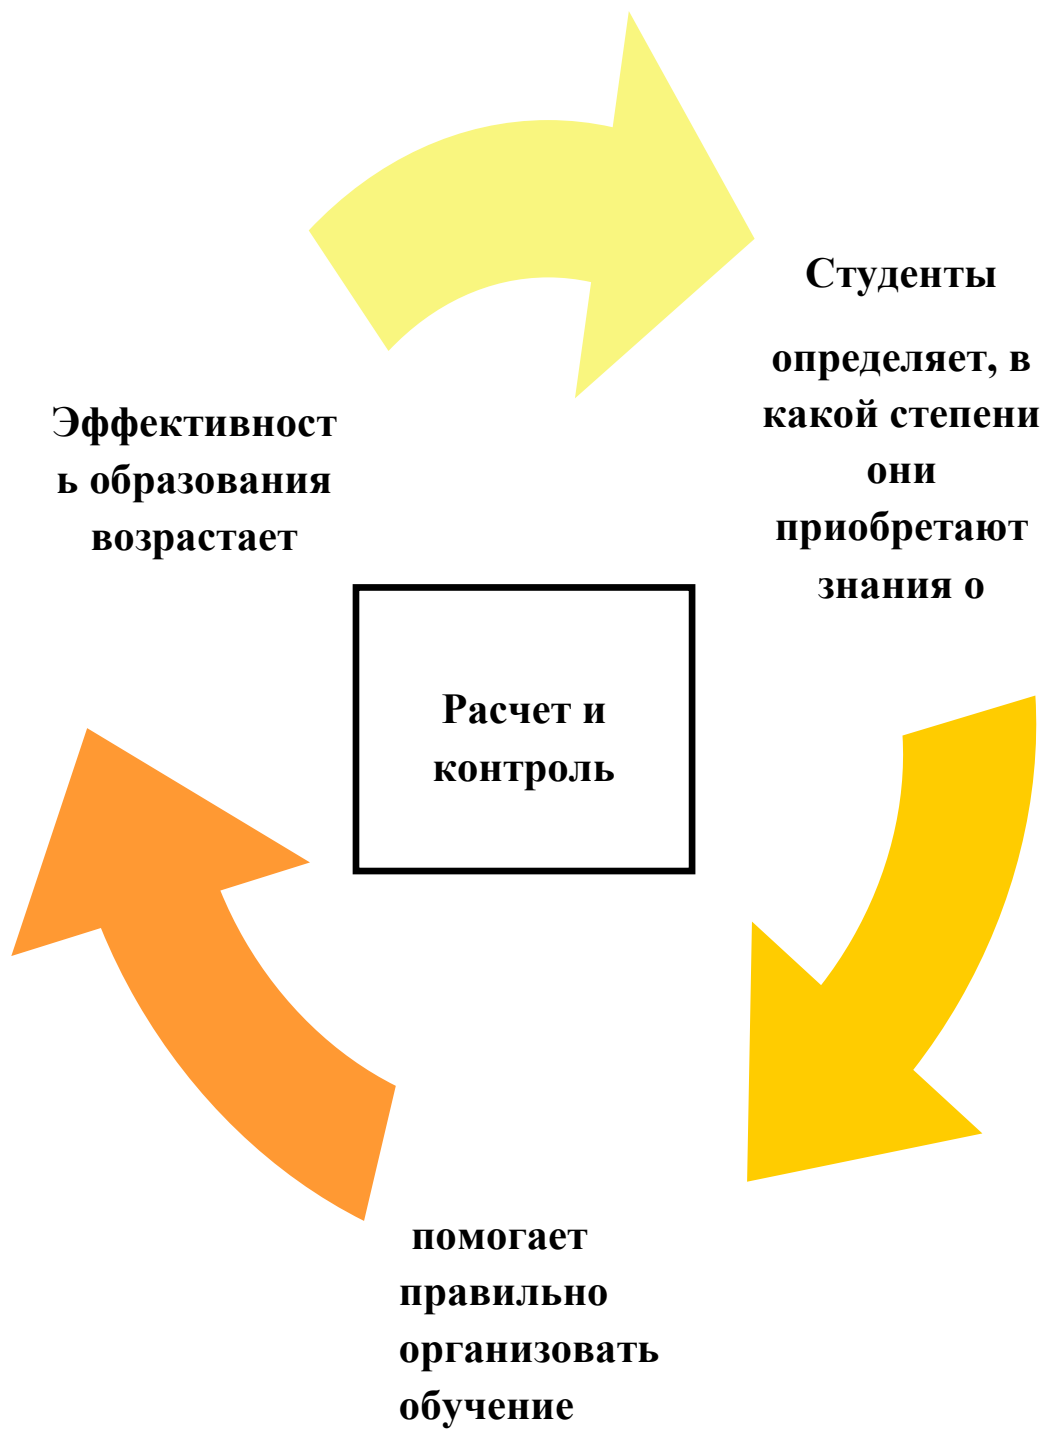 Студенты
определяет, в
какой степени
они
приобретают
знания о
Эффективност
ь образования
возрастает
Расчет и
контроль
помогает
правильно
организовать
обучение